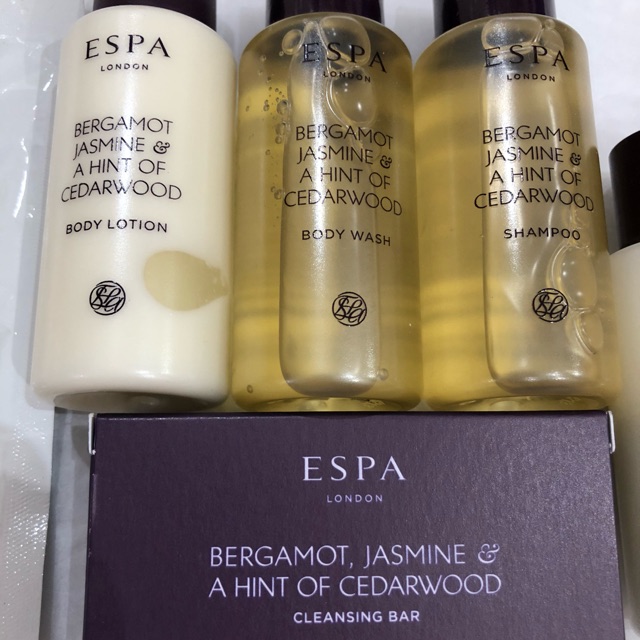 ESPA
LONDON
BERGAMOT
JASMINE &
A HINT OF
CEDARWOOD
BODY LOTION
ESPA
LONDON
BERGAMOT
JASMINE &
A HINT OF
CEDARWOOD
BODY WASH
ESPA
LONDON
BERGAMOT
JASMINE &
A HINT OF
CEDARWOOD
SHAMPOO
ESPA
LONDON
BERGAMOT, JASMINE &
A HINT OF CEDARWOOD
CLEANSING BAR